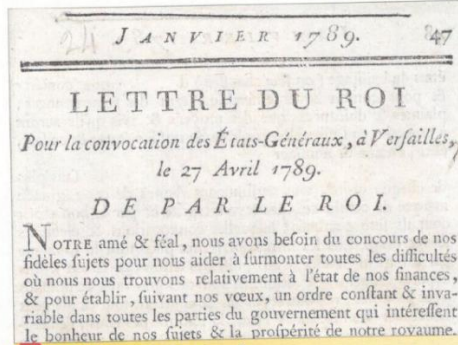 24
JANVIER 1789. 47
LETTRE DU ROI
Pour la convocation des États-Généraux, à Verſailles,
le 27 Avril 1789.
DE PAR LE ROI.
NOTRE amé & féal, nous avons beſoin du concours de nos
fidèles ſujets pour nous aider à ſurmonter toutes les difficultés
où nous nous trouvons relativement à l'état de nos finances,
& pour établir, ſuivant nos vœux, un ordre conſtant & inva-
riable dans toutes les parties du gouvernement qui intéreſſent
le bonheur de nos ſujets & la proſpérité de notre royaume.